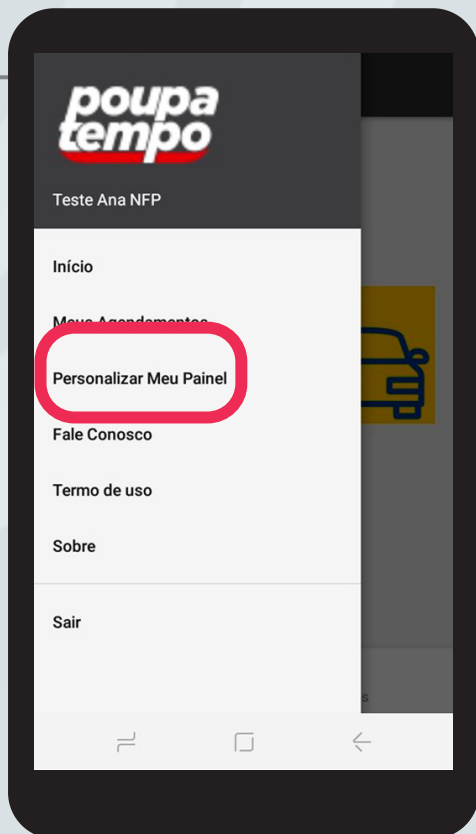 poupa
tempo
Teste Ana NFP
Início
Meus Agendamentos
Personalizar Meu Painel
Fale Conosco
Termo de uso
Sobre
Sair
s